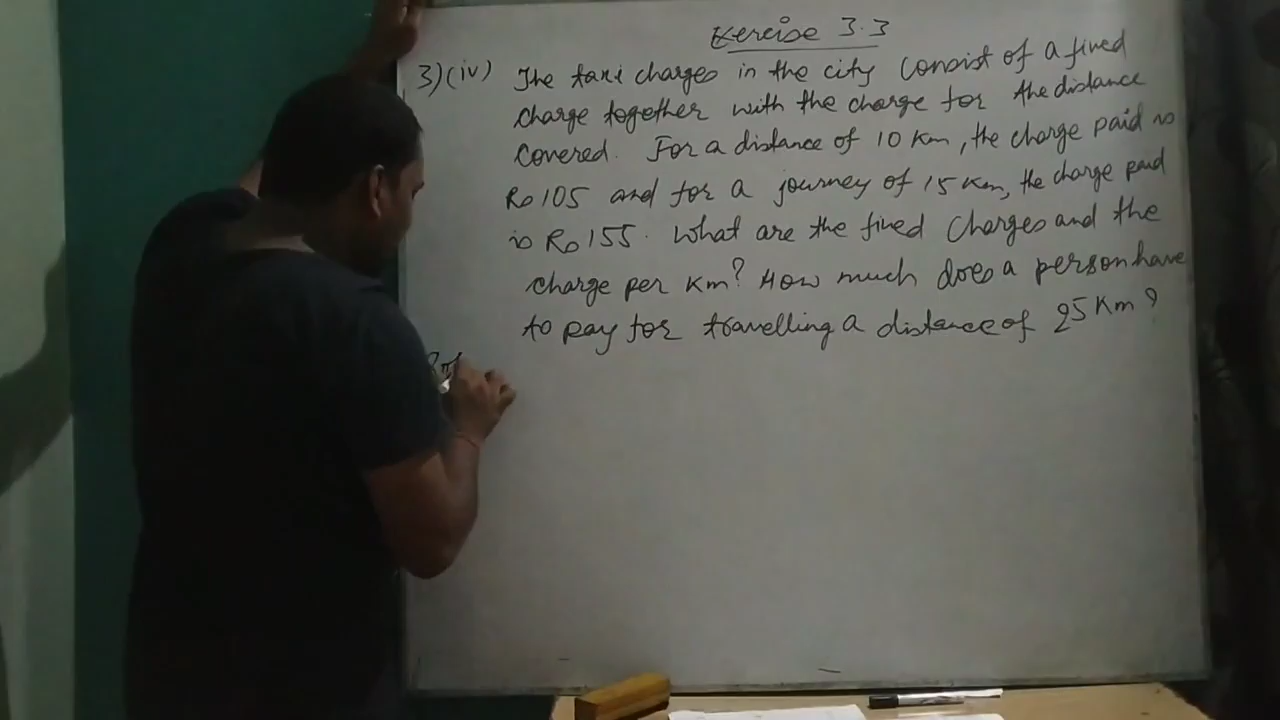 Exercise 3.3
3)(iv) The taxi charges in the city consist of a fixed
charge together with the charge for the distance
covered. For a distance of 10 Km, the charge paid is
Rs 105 and for a journey of 15 Km, the charge paid
is Rs 155. What are the fixed charges and the
charge per Km? How much does a person have
to pay for travelling a distance of 25 Km?